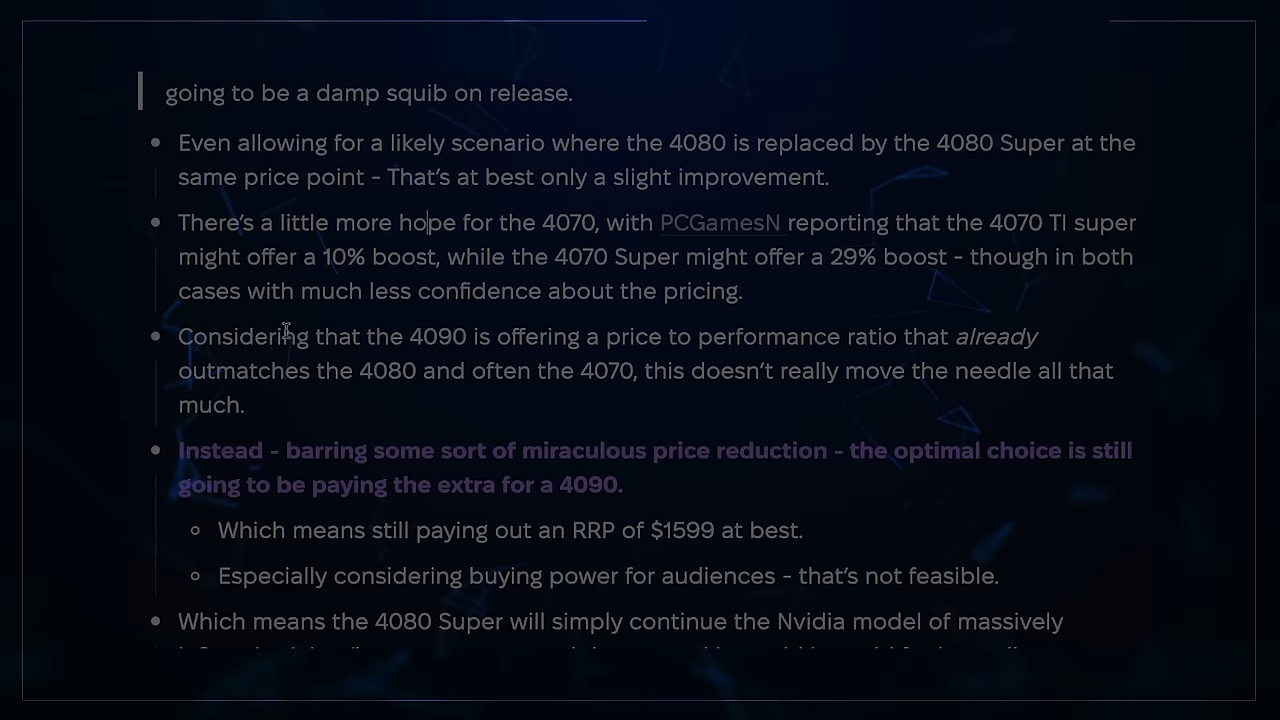 going to be a damp squib on release.
Even allowing for a likely scenario where the 4080 is replaced by the 4080 Super at the
same price point - That's at best only a slight improvement.
There's a little more hope for the 4070, with PCGamesN reporting that the 4070 TI super
might offer a 10% boost, while the 4070 Super might offer a 29% boost - though in both
cases with much less confidence about the pricing.
Considering that the 4090 is offering a price to performance ratio that already
outmatches the 4080 and often the 4070, this doesn't really move the needle all that
much.
Instead - barring some sort of miraculous price reduction - the optimal choice is still
going to be paying the extra for a 4090.
Which means still paying out an RRP of $1599 at best.
Especially considering buying power for audiences - that's not feasible.
Which means the 4080 Super will simply continue the Nvidia model of massively